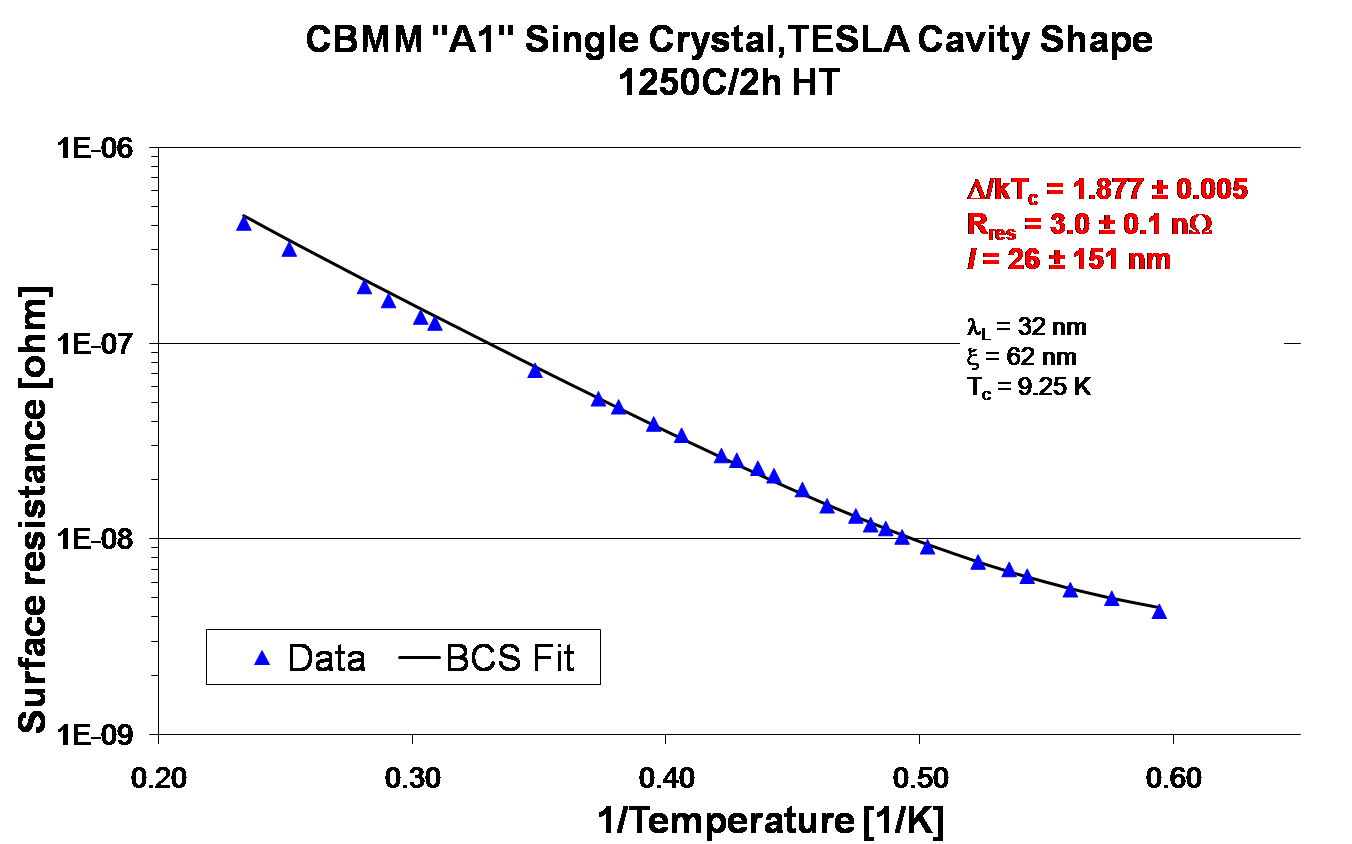 CBMM "A1" Single Crystal,TESLA Cavity Shape
1250C/2h HT
1E-06
1E-07
1E-08
1E-09
Surface resistance [ohm]
Δ/kTc = 1.877 ± 0.005
Rres = 3.0 ± 0.1 nΩ
l = 26 ± 151 nm
λL = 32 nm
ξ = 62 nm
Tc = 9.25 K
Data BCS Fit
0.20 0.30 0.40 0.50 0.60
1/Temperature [1/K]